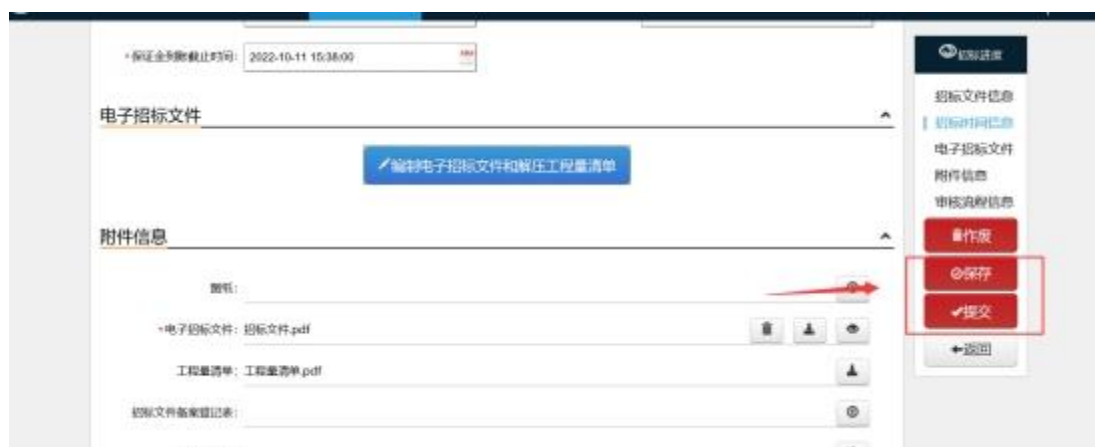 *保证金到账截止时间: 2022-10-11 15:38:00
电子招标文件
编制电子招标文件和解压工程量清单
附件信息
图纸:
*电子招标文件: 招标文件.pdf
工程量清单: 工程量清单.pdf
招标文件备案登记表:
招标进度
招标文件信息
招标时间信息
电子招标文件
附件信息
审核流程信息
作废
保存
提交
返回